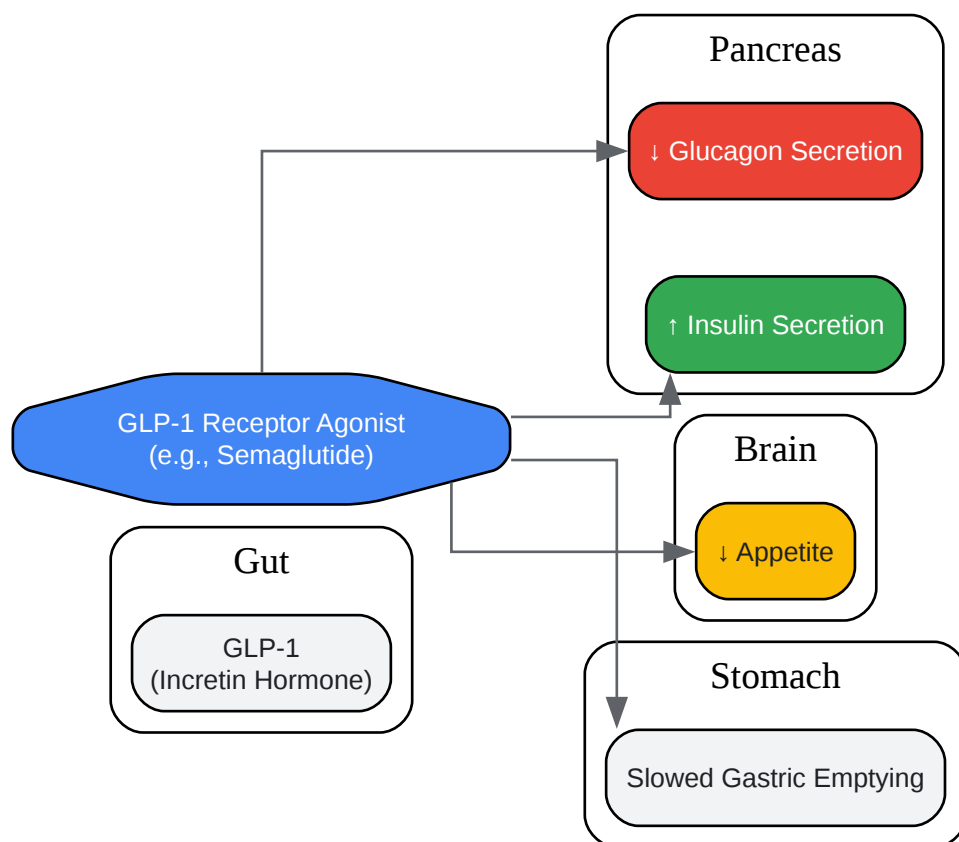 Pancreas
↓ Glucagon Secretion
↑ Insulin Secretion
GLP-1 Receptor Agonist
(e.g., Semaglutide)
Brain
↓ Appetite
Gut
GLP-1
(Incretin Hormone)
Stomach
Slowed Gastric Emptying